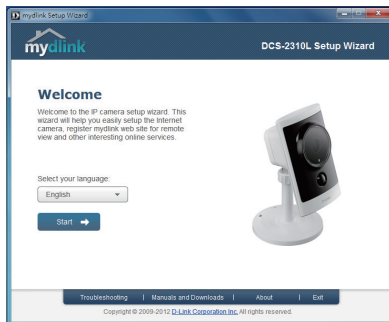 mydlink Setup Wizard
mydlink
DCS-2310L Setup Wizard
Welcome
Welcome to the IP camera setup wizard. This
wizard will help you easily setup the Internet
camera, register mydlink web site for remote
view and other interesting online services.
Select your language:
English
Start
Troubleshooting | Manuals and Downloads | About | Exit
Copyright © 2009-2012 D-Link Corporation Inc. All rights reserved.